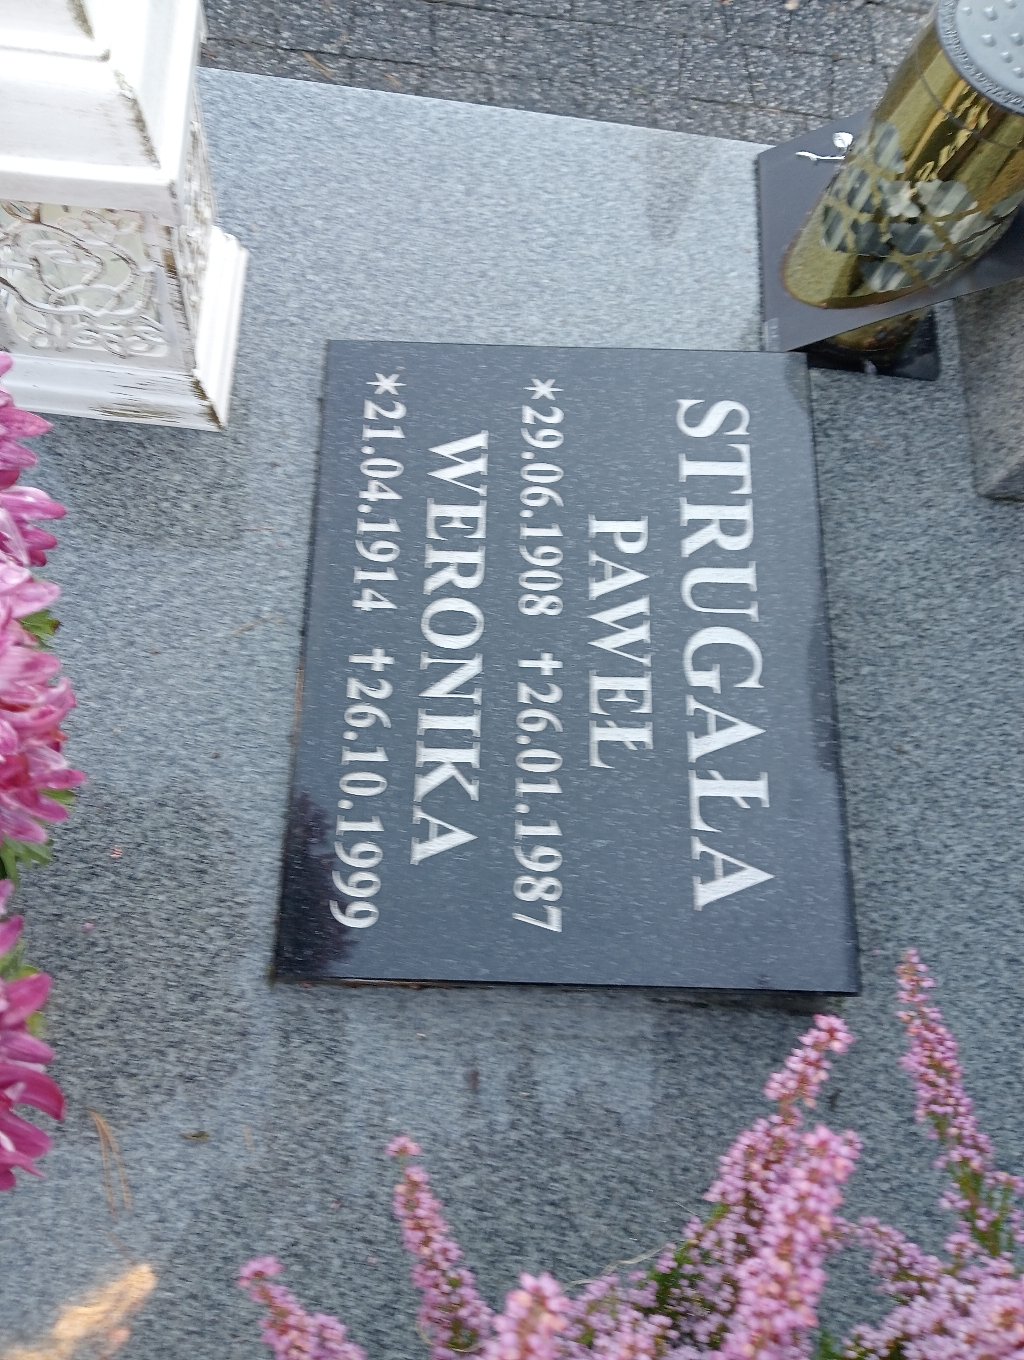 STRUGAŁA
PAWEŁ
*29.06.1908 †26.01.1987
WERONIKA
*21.04.1914 †26.10.1999